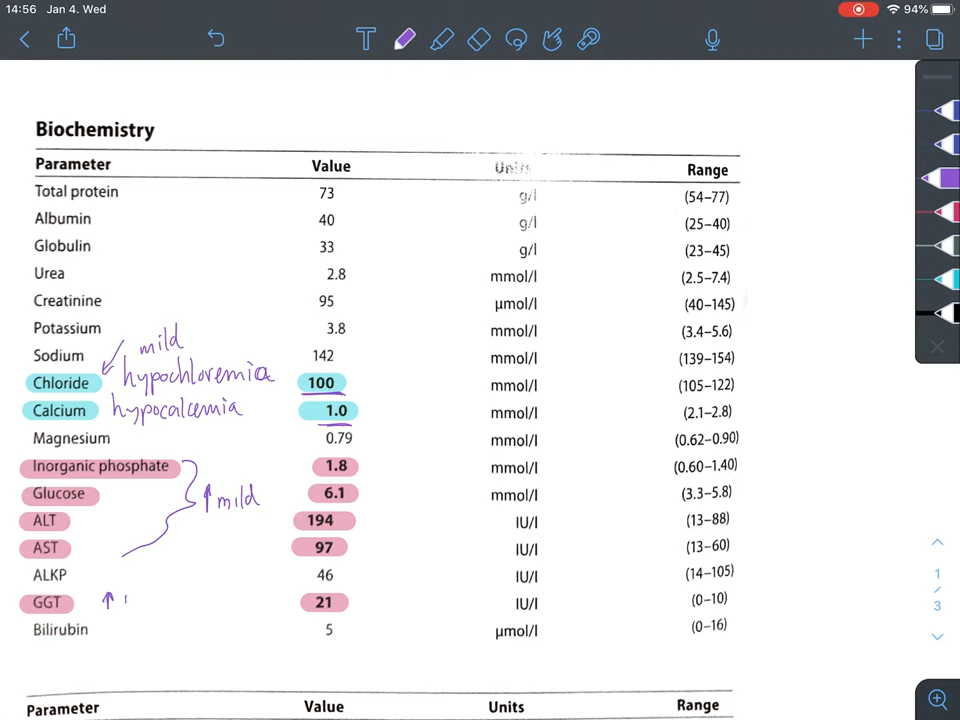 14:56 Jan 4. Wed 94%
Biochemistry
Parameter Value Units Range
Total protein 73 g/l (54–77)
Albumin 40 g/l (25–40)
Globulin 33 g/l (23–45)
Urea 2.8 mmol/l (2.5–7.4)
Creatinine 95 µmol/l (40–145)
Potassium 3.8 mmol/l (3.4–5.6)
mild
Sodium 142 mmol/l (139–154)
Chloride hypochloremia 100 mmol/l (105–122)
Calcium hypocalcemia 1.0 mmol/l (2.1–2.8)
Magnesium 0.79 mmol/l (0.62–0.90)
Inorganic phosphate 1.8 mmol/l (0.60–1.40)
Glucose ↑ mild 6.1 mmol/l (3.3–5.8)
ALT 194 IU/l (13–88)
AST 97 IU/l (13–60)
ALKP 46 IU/l (14–105)
GGT ↑ 21 IU/l (0–10)
Bilirubin 5 µmol/l (0–16)
1
/
3
Parameter Value Units Range